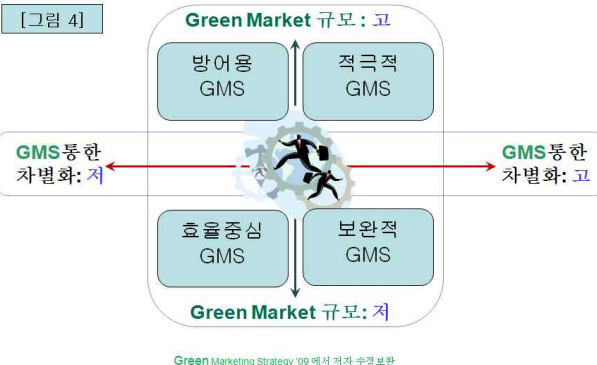 [그림 4]
Green Market 규모 : 고
방어용
GMS
적극적
GMS
GMS통한
차별화: 저
GMS통한
차별화: 고
효율중심
GMS
보완적
GMS
Green Market 규모: 저
Green Marketing Strategy '09 에서 저자 수정보완